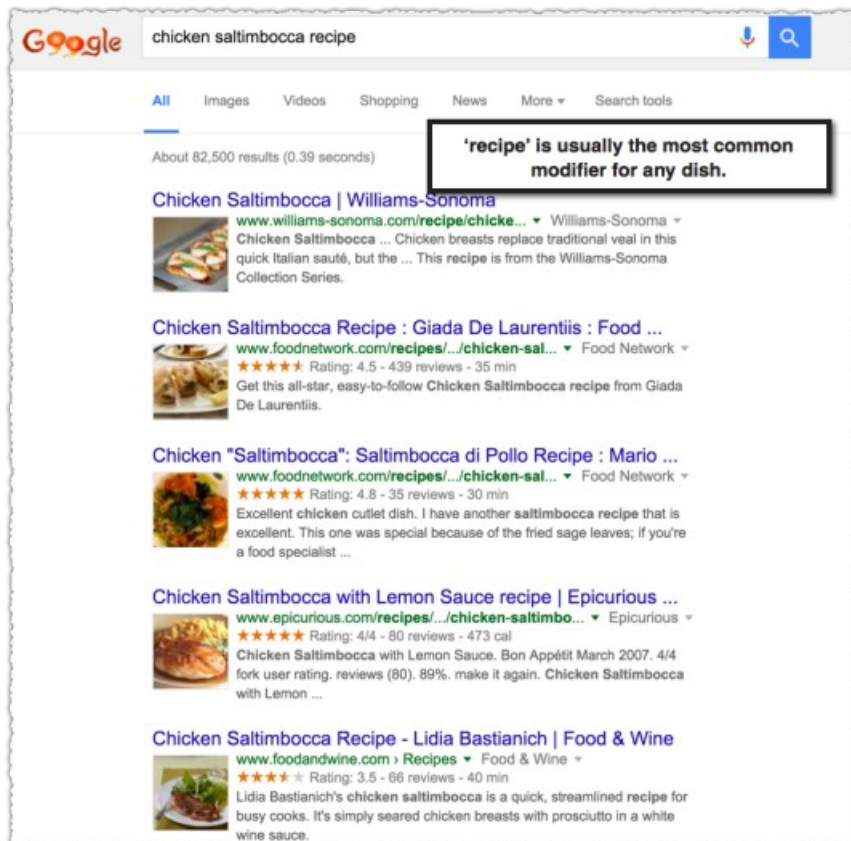 Google
chicken saltimbocca recipe
All Images Videos Shopping News More Search tools
About 82,500 results (0.39 seconds)
'recipe' is usually the most common
modifier for any dish.
Chicken Saltimbocca | Williams-Sonoma
www.williams-sonoma.com/recipe/chicke... Williams-Sonoma
Chicken Saltimbocca ... Chicken breasts replace traditional veal in this
quick Italian sauté, but the ... This recipe is from the Williams-Sonoma
Collection Series.
Chicken Saltimbocca Recipe : Giada De Laurentiis : Food ...
www.foodnetwork.com/recipes/.../chicken-sal... Food Network
Rating: 4.5 - 439 reviews - 35 min
Get this all-star, easy-to-follow Chicken Saltimbocca recipe from Giada
De Laurentiis.
Chicken "Saltimbocca": Saltimbocca di Pollo Recipe : Mario ...
www.foodnetwork.com/recipes/.../chicken-sal... Food Network
Rating: 4.8 - 35 reviews - 30 min
Excellent chicken cutlet dish. I have another saltimbocca recipe that is
excellent. This one was special because of the fried sage leaves; if you're
a food specialist ...
Chicken Saltimbocca with Lemon Sauce recipe | Epicurious ...
www.epicurious.com/recipes/.../chicken-saltimbo... Epicurious
Rating: 4/4 - 80 reviews - 473 cal
Chicken Saltimbocca with Lemon Sauce. Bon Appétit March 2007. 4/4
fork user rating. reviews (80). 89%. make it again. Chicken Saltimbocca
with Lemon ...
Chicken Saltimbocca Recipe - Lidia Bastianich | Food & Wine
www.foodandwine.com › Recipes Food & Wine
Rating: 3.5 - 66 reviews - 40 min
Lidia Bastianich's chicken saltimbocca is a quick, streamlined recipe for
busy cooks. It's simply seared chicken breasts with prosciutto in a white
wine sauce.